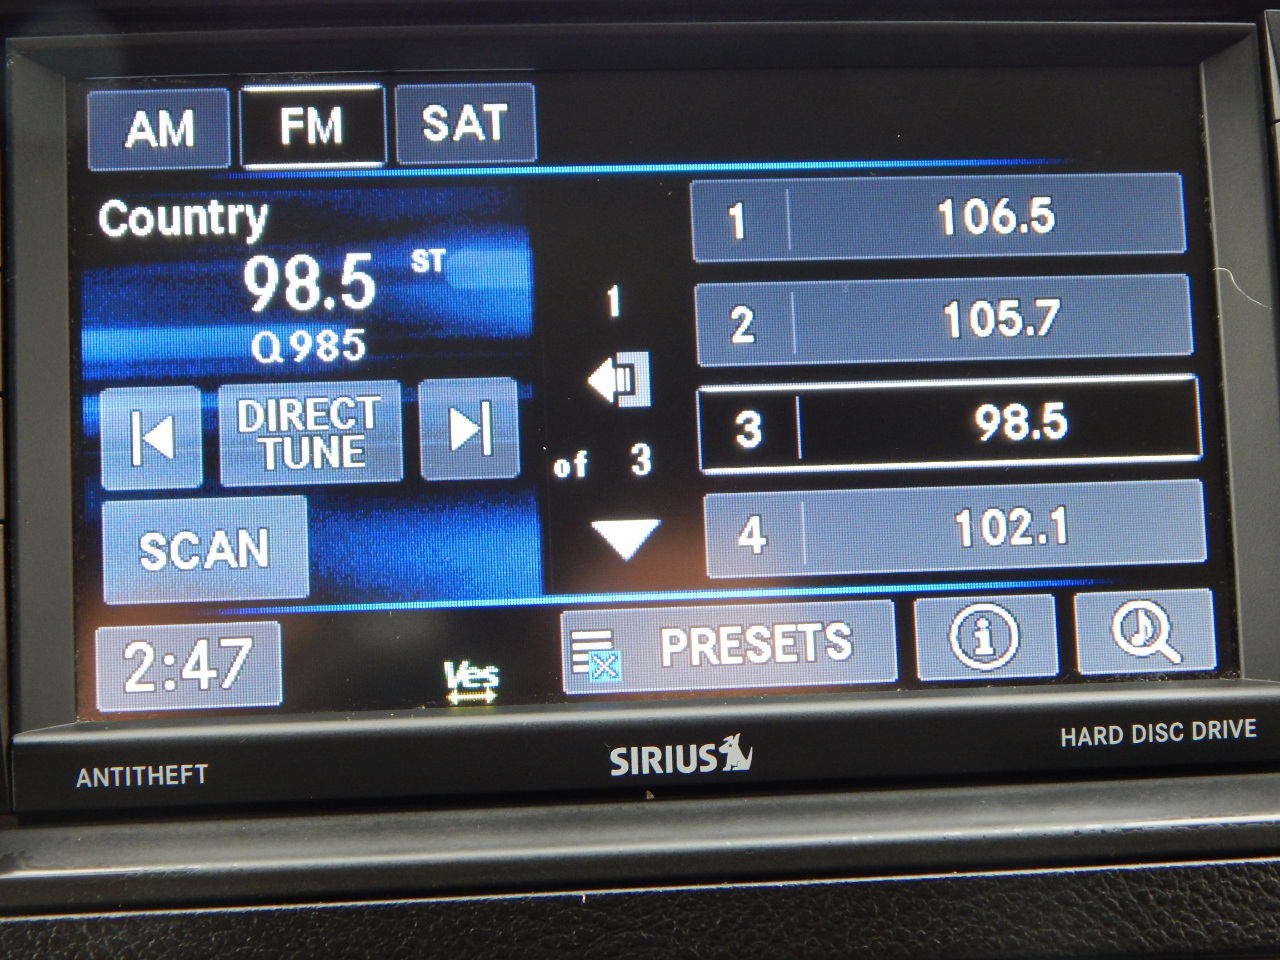 AM FM SAT
Country
98.5 ST
Q985
DIRECT
TUNE
SCAN
1
of 3
1 106.5
2 105.7
3 98.5
4 102.1
2:47
Ves
PRESETS
i
ANTITHEFT
SIRIUS
HARD DISC DRIVE